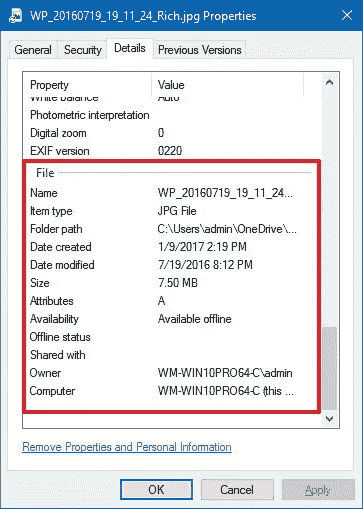 WP_20160719_19_11_24_Rich.jpg Properties
General Security Details Previous Versions
Property Value
White balance Auto
Photometric interpretation
Digital zoom 0
EXIF version 0220
File
Name WP_20160719_19_11_24...
Item type JPG File
Folder path C:\Users\admin\OneDrive\...
Date created 1/9/2017 2:19 PM
Date modified 7/19/2016 8:12 PM
Size 7.50 MB
Attributes A
Availability Available offline
Offline status
Shared with
Owner WM-WIN10PRO64-C\admin
Computer WM-WIN10PRO64-C (this ...
Remove Properties and Personal Information
OK Cancel Apply